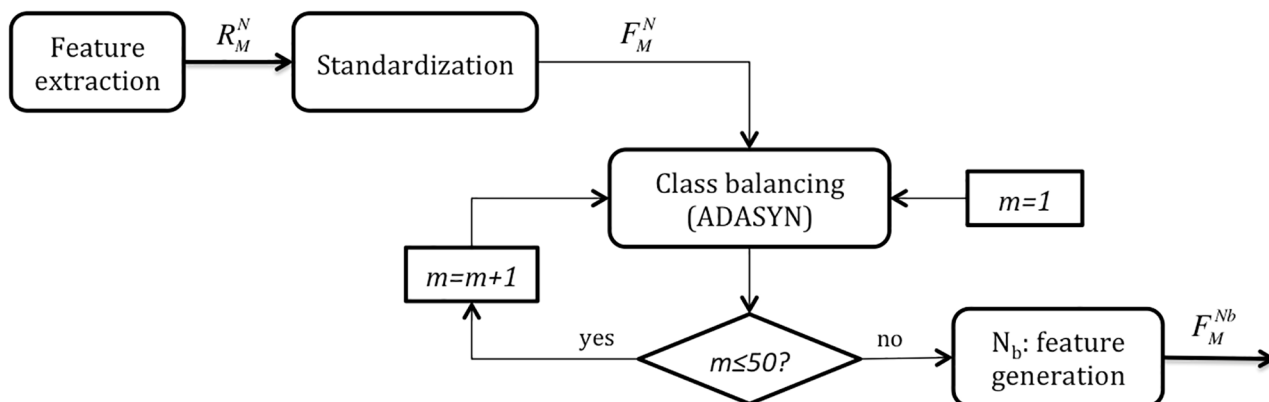 Feature
extraction
R_M^N
Standardization
F_M^N
Class balancing
(ADASYN)
m=1
m=m+1
yes
m≤50?
no
N_b: feature
generation
F_M^{Nb}